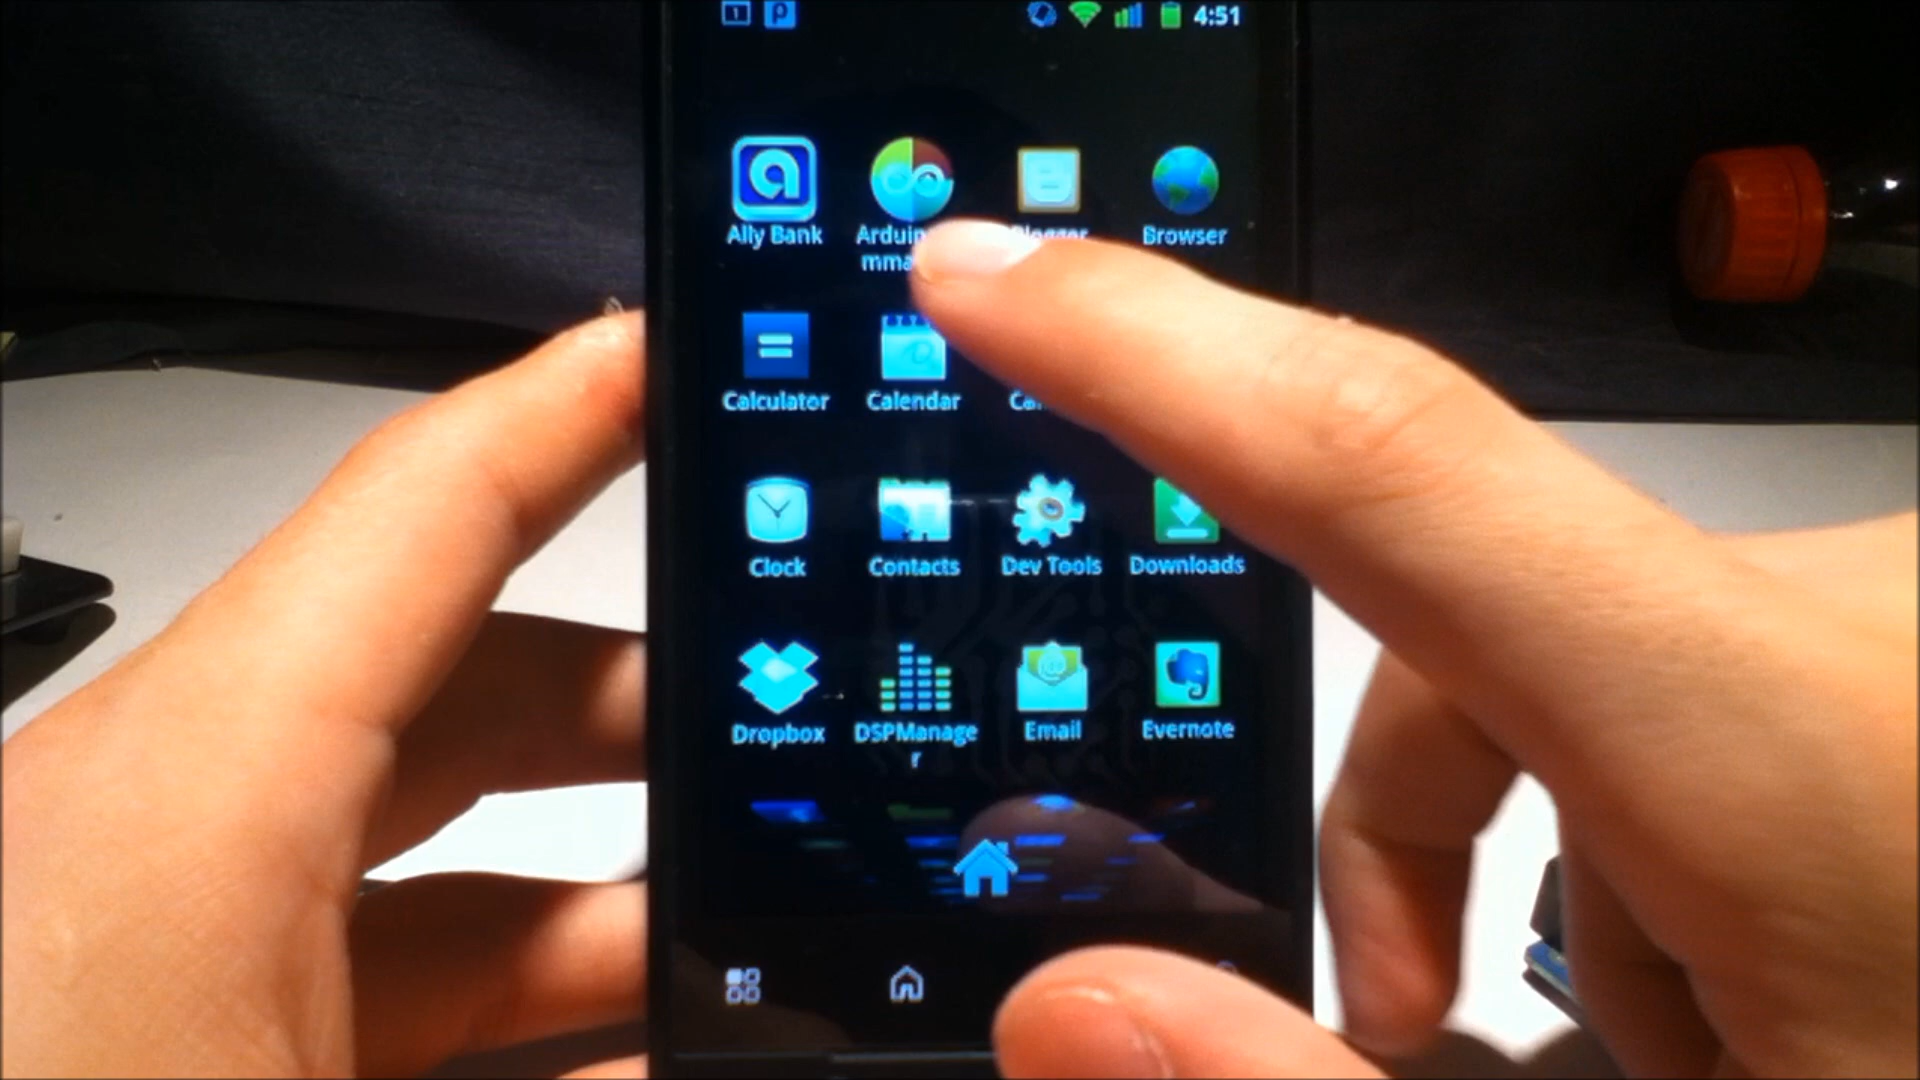 4:51
Ally Bank
Browser
Calculator
Calendar
Clock
Contacts
Dev Tools
Downloads
Dropbox
DSPManage
r
Email
Evernote